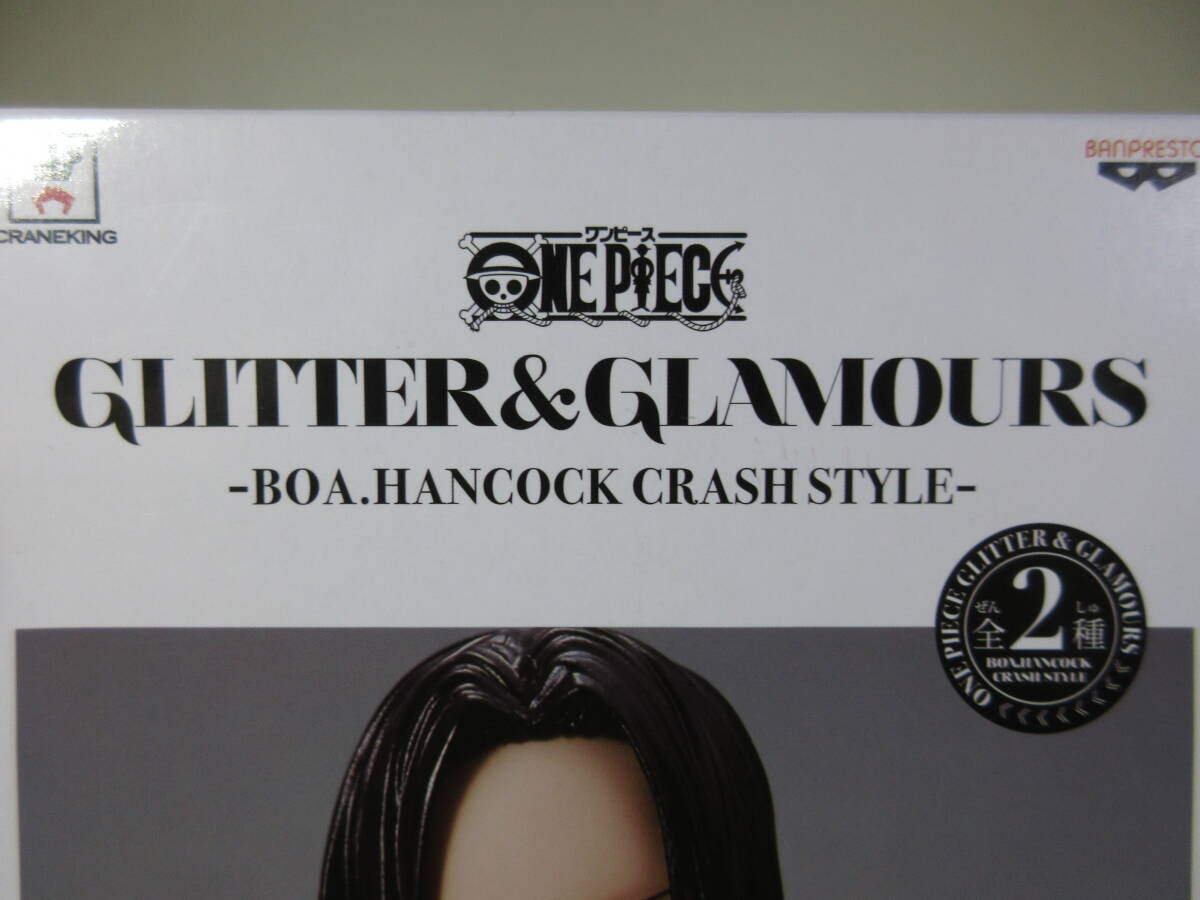 CRANEKING
BANPRESTO
ワンピース
ONE PIECE
GLITTER&GLAMOURS
-BOA.HANCOCK CRASH STYLE-
ONE PIECE GLITTER & GLAMOURS
ぜん しゅ
全2種
BOA.HANCOCK
CRASH STYLE